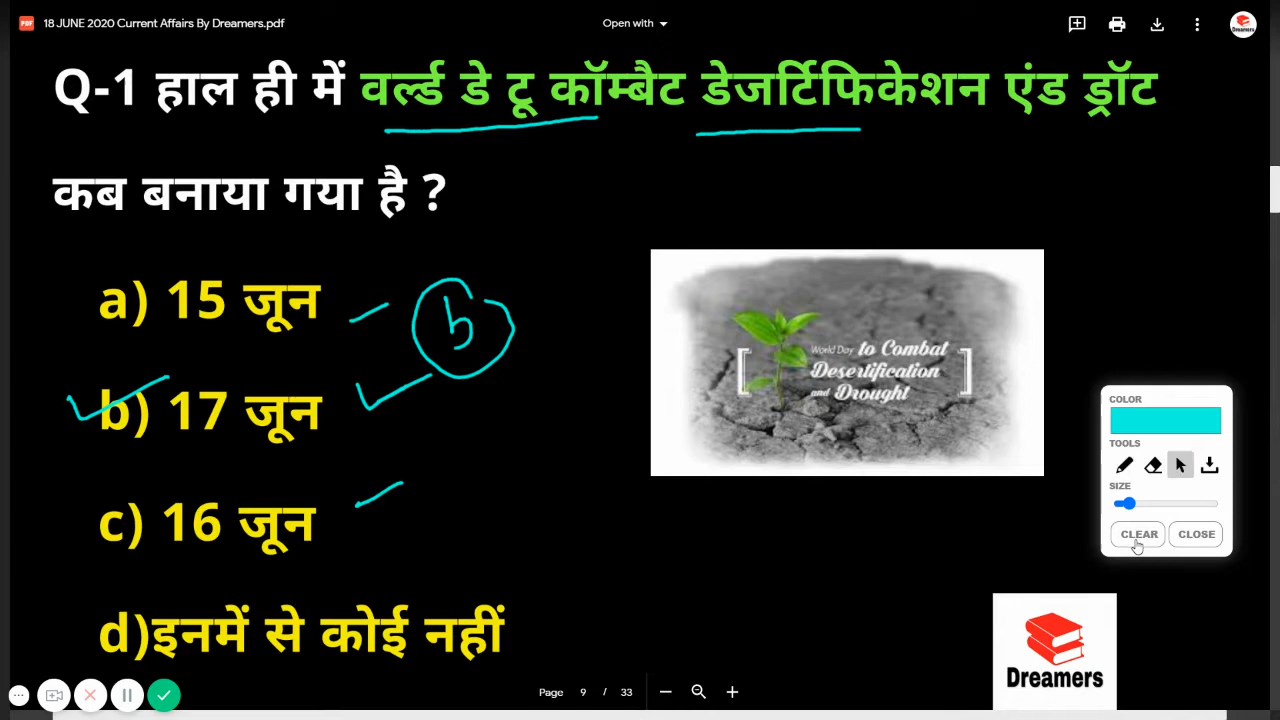 18 JUNE 2020 Current Affairs By Dreamers.pdf
Open with
Dreamers
Q-1 हाल ही में वर्ल्ड डे टू कॉम्बैट डेजर्टिफिकेशन एंड ड्रॉट
कब बनाया गया है ?
a) 15 जून
b
b) 17 जून
c) 16 जून
d)इनमें से कोई नहीं
World Day to Combat
Desertification
and Drought
COLOR
TOOLS
SIZE
CLEAR CLOSE
Dreamers
Page 9 / 33